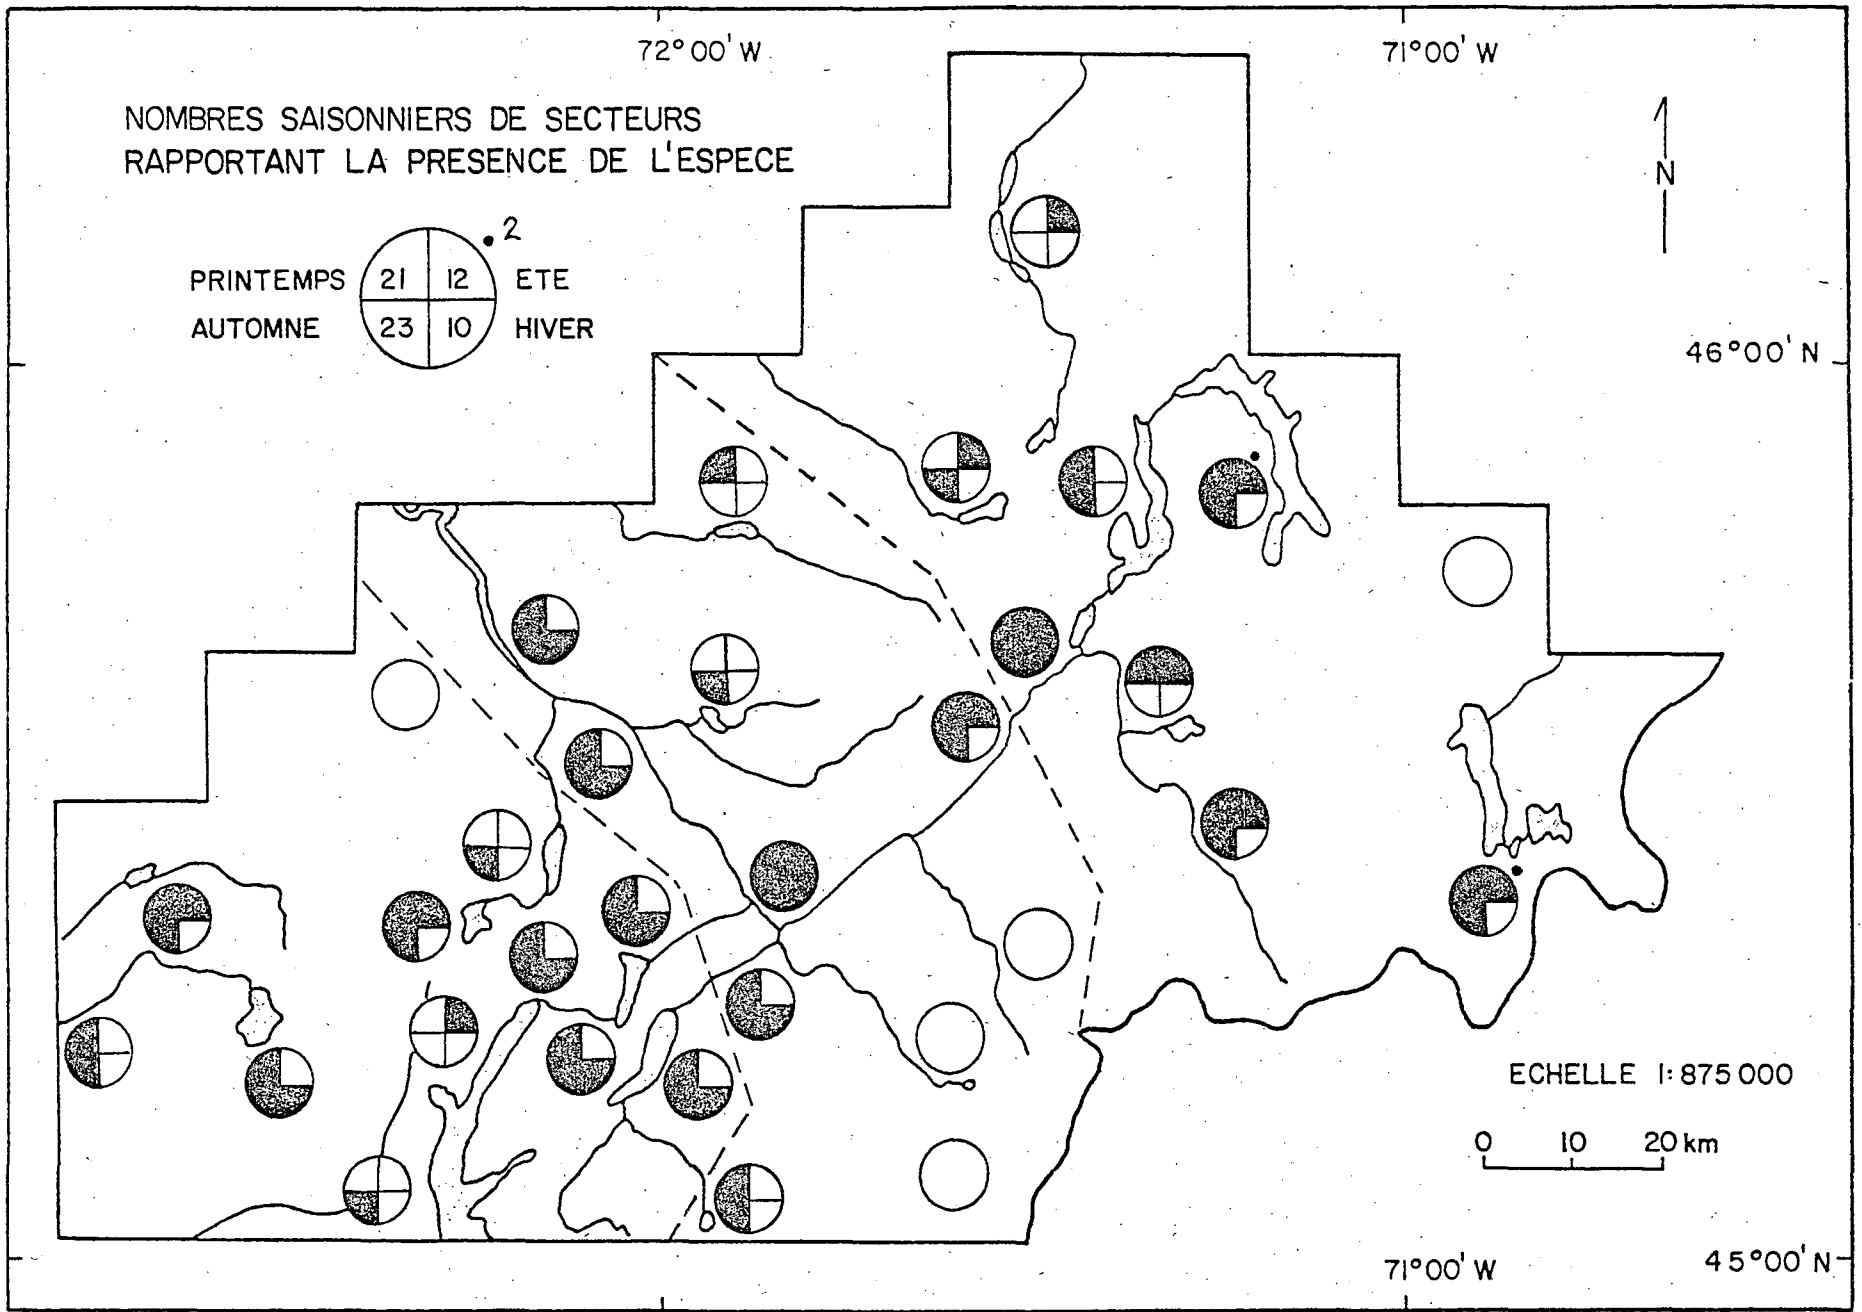 72°00' W
71°00' W
NOMBRES SAISONNIERS DE SECTEURS
RAPPORTANT LA PRESENCE DE L'ESPECE
N
2
PRINTEMPS 21 12 ETE
AUTOMNE 23 10 HIVER
46°00' N
ECHELLE 1:875 000
0 10 20 km
71°00' W
45°00' N